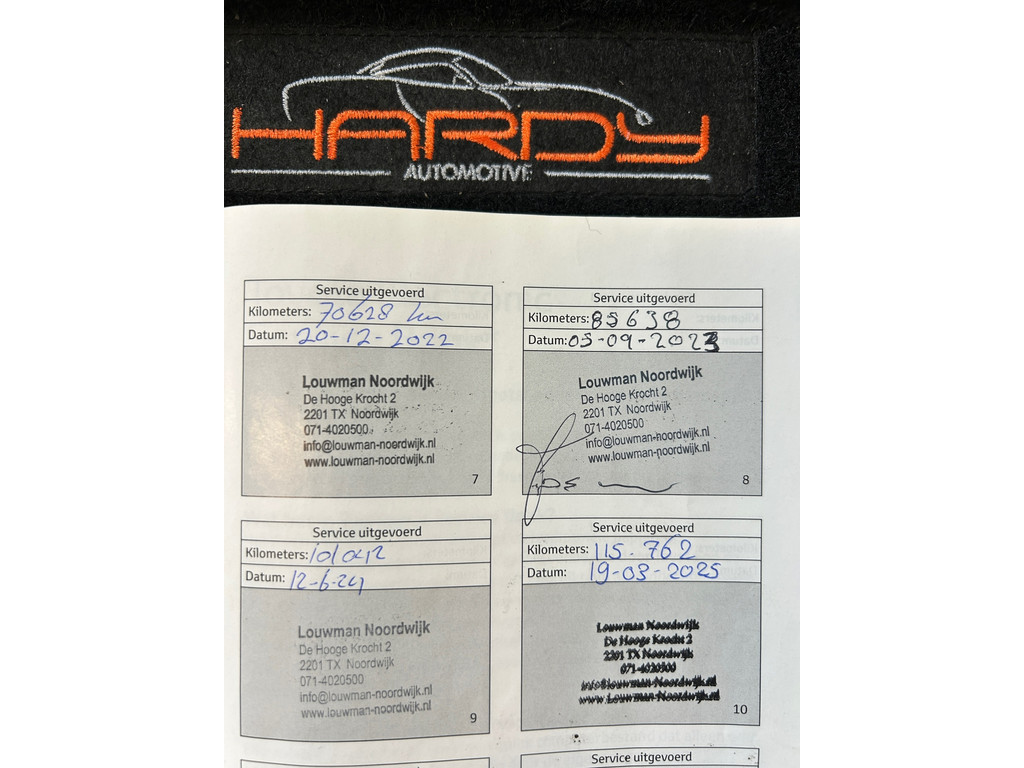 HARDY
AUTOMOTIVE
Service uitgevoerd
Kilometers: 70628 km
Datum: 20-12-2022
Louwman Noordwijk
De Hooge Krocht 2
2201 TX Noordwijk
071-4020500
info@louwman-noordwijk.nl
www.louwman-noordwijk.nl
7
Service uitgevoerd
Kilometers: 85638
Datum: 05-09-2023
Louwman Noordwijk
De Hooge Krocht 2
2201 TX Noordwijk
071-4020500
info@louwman-noordwijk.nl
www.louwman-noordwijk.nl
8
Service uitgevoerd
Kilometers: 101042
Datum: 12-6-24
Louwman Noordwijk
De Hooge Krocht 2
2201 TX Noordwijk
071-4020500
info@louwman-noordwijk.nl
www.louwman-noordwijk.nl
9
Service uitgevoerd
Kilometers: 115.762
Datum: 19-03-2025
Louwman Noordwijk
De Hooge Krocht 2
2201 TX Noordwijk
071-4020500
info@louwman-Noordwijk.nl
www.Louwman-Noordwijk.nl
10
Service uitgevoerd